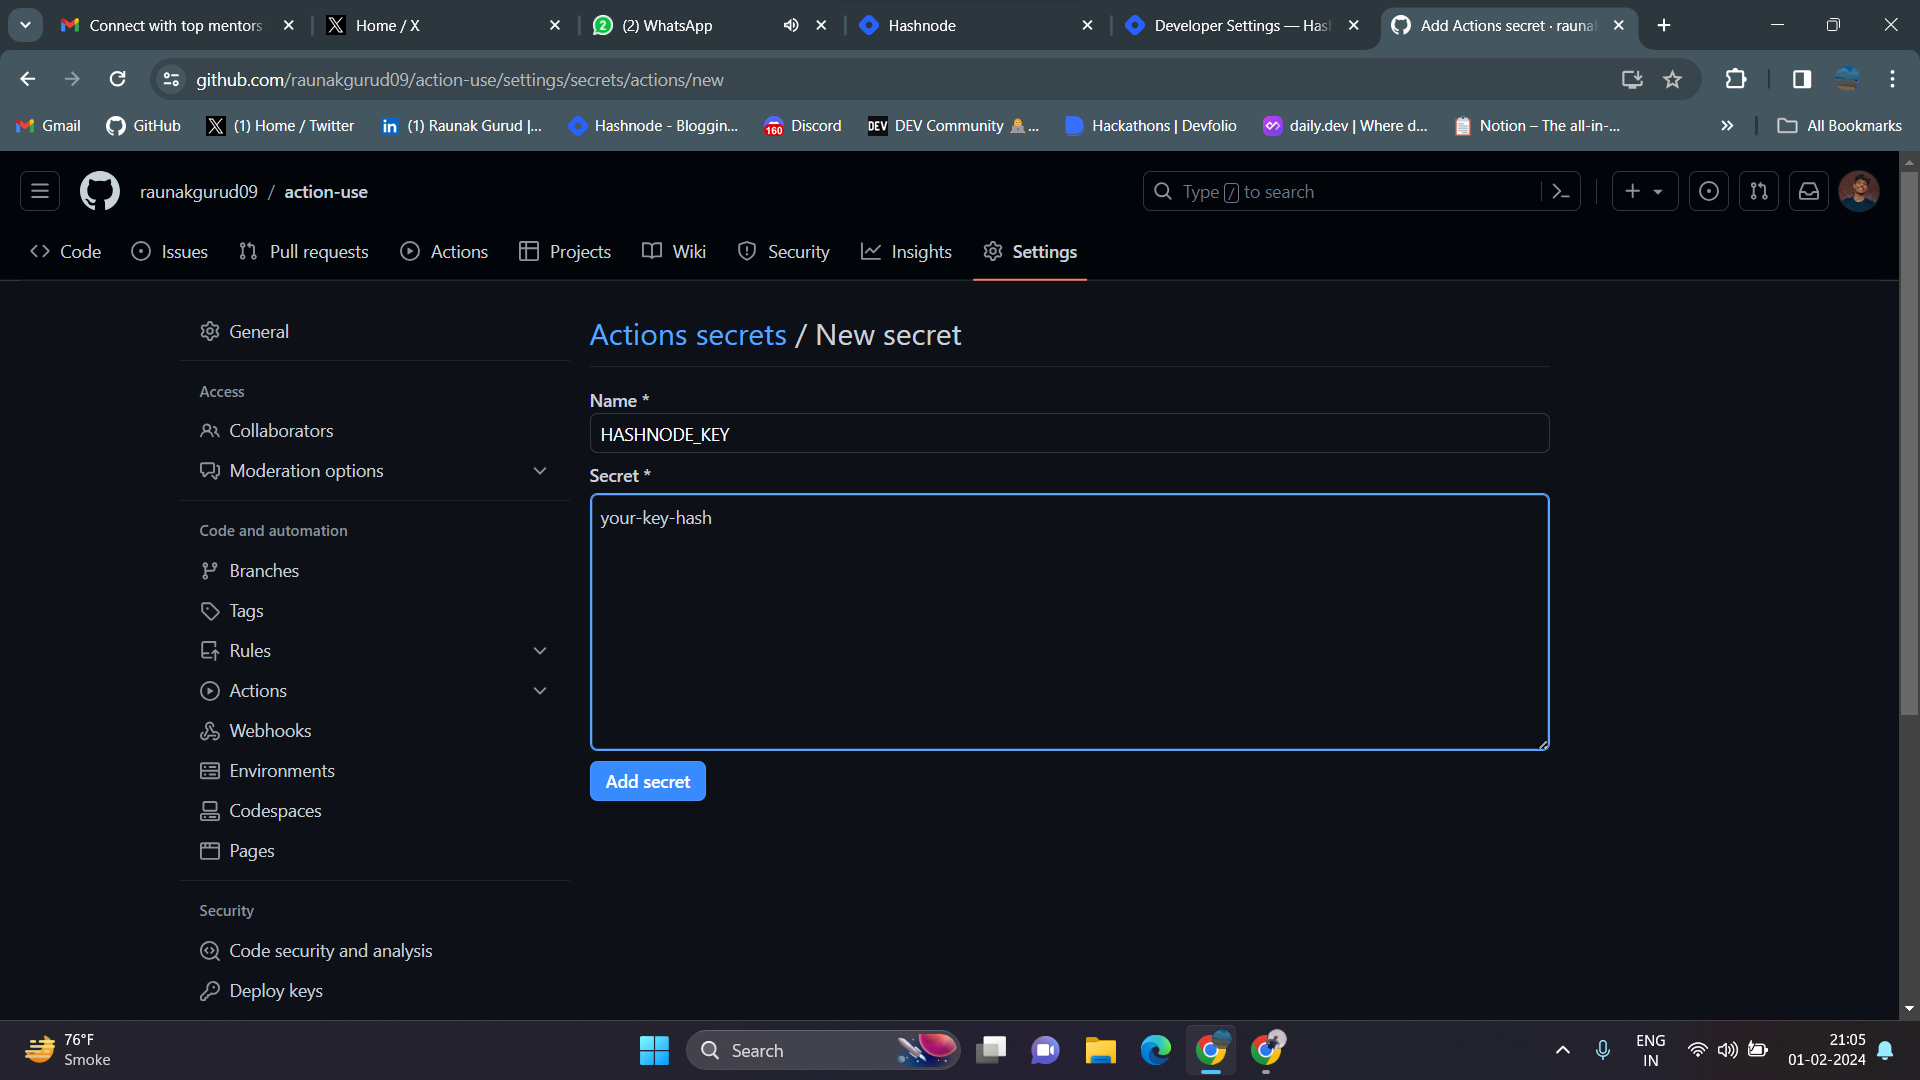 Connect with top mentors
Home / X
(2) WhatsApp
Hashnode
Developer Settings — Hash
Add Actions secret · rauna
github.com/raunakgurud09/action-use/settings/secrets/actions/new
Gmail
GitHub
(1) Home / Twitter
(1) Raunak Gurud |...
Hashnode - Bloggin...
160
Discord
DEV
DEV Community 👩‍💻...
Hackathons | Devfolio
daily.dev | Where d...
Notion – The all-in-...
All Bookmarks
raunakgurud09 / action-use
Type / to search
Code
Issues
Pull requests
Actions
Projects
Wiki
Security
Insights
Settings
General
Access
Collaborators
Moderation options
Code and automation
Branches
Tags
Rules
Actions
Webhooks
Environments
Codespaces
Pages
Security
Code security and analysis
Deploy keys
Actions secrets / New secret
Name *
HASHNODE_KEY
Secret *
your-key-hash
Add secret
76°F
Smoke
Search
ENG
IN
21:05
01-02-2024